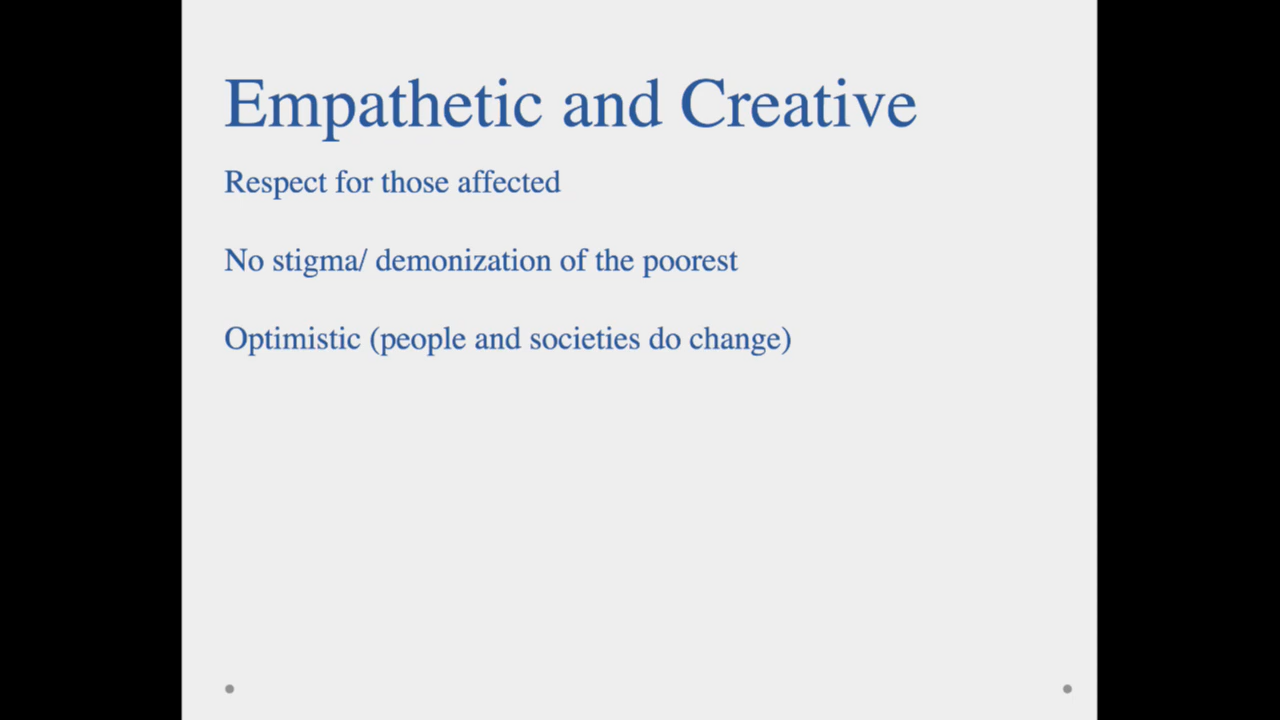 Empathetic and Creative
Respect for those affected
No stigma/ demonization of the poorest
Optimistic (people and societies do change)